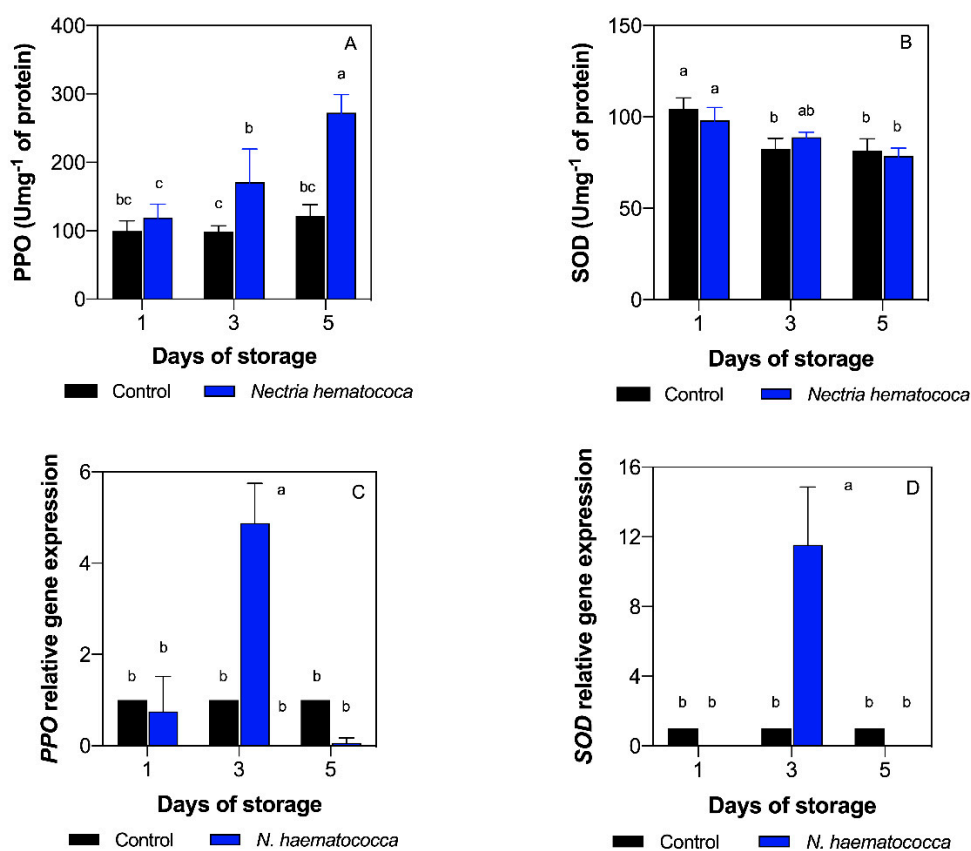 A
PPO (Umg-1 of protein)
400
300
200
100
0
bc
c
c
b
bc
a
1
3
5
Days of storage
Control
Nectria hematococa
B
SOD (Umg-1 of protein)
150
100
50
0
a
a
b
ab
b
b
1
3
5
Days of storage
Control
Nectria hematococa
C
PPO relative gene expression
6
4
2
0
b
b
b
a
b
b
b
1
3
5
Days of storage
Control
N. haematococca
D
SOD relative gene expression
16
12
8
4
0
b
b
b
a
b
b
1
3
5
Days of storage
Control
N. haematococca